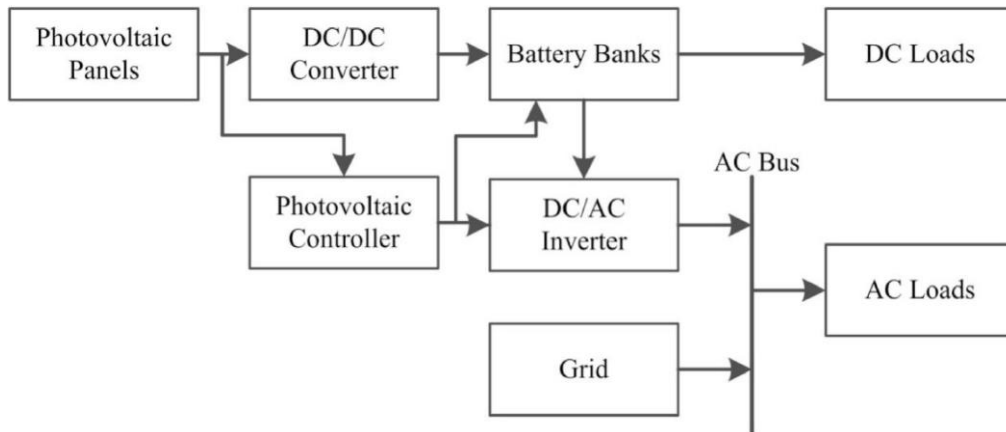 Photovoltaic
Panels
DC/DC
Converter
Battery Banks
DC Loads
Photovoltaic
Controller
DC/AC
Inverter
AC Bus
AC Loads
Grid